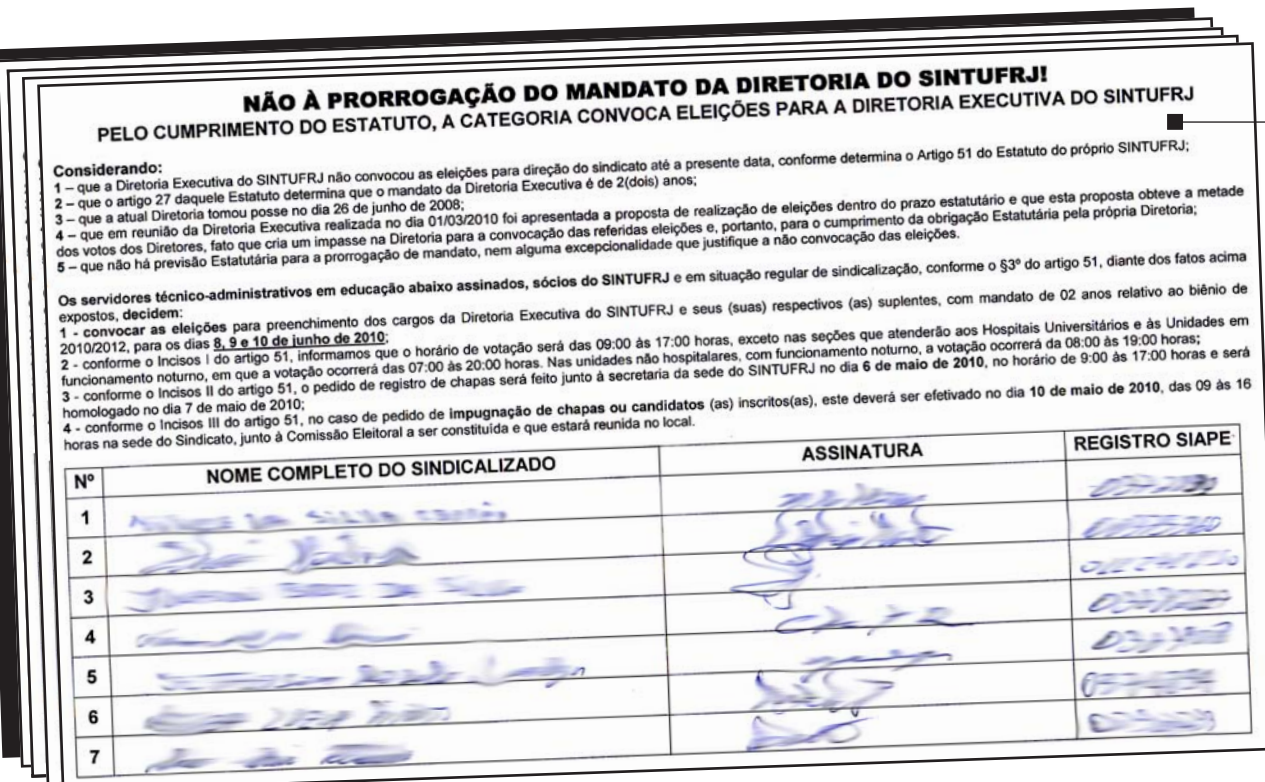 NÃO À PRORROGAÇÃO DO MANDATO DA DIRETORIA DO SINTUFRJ!
PELO CUMPRIMENTO DO ESTATUTO, A CATEGORIA CONVOCA ELEIÇÕES PARA A DIRETORIA EXECUTIVA DO SINTUFRJ
Considerando:
1 – que a Diretoria Executiva do SINTUFRJ não convocou as eleições para direção do sindicato até a presente data, conforme determina o Artigo 51 do Estatuto do próprio SINTUFRJ;
2 – que o artigo 27 daquele Estatuto determina que o mandato da Diretoria Executiva é de 2(dois) anos;
3 – que a atual Diretoria tomou posse no dia 26 de junho de 2008;
4 – que em reunião da Diretoria Executiva realizada no dia 01/03/2010 foi apresentada a proposta de realização de eleições dentro do prazo estatutário e que esta proposta obteve a metade
dos votos dos Diretores, fato que cria um impasse na Diretoria para a convocação das referidas eleições e, portanto, para o cumprimento da obrigação Estatutária pela própria Diretoria;
5 – que não há previsão Estatutária para a prorrogação de mandato, nem alguma excepcionalidade que justifique a não convocação das eleições.
Os servidores técnico-administrativos em educação abaixo assinados, sócios do SINTUFRJ e em situação regular de sindicalização, conforme o §3º do artigo 51, diante dos fatos acima
expostos, decidem:
1 - convocar as eleições para preenchimento dos cargos da Diretoria Executiva do SINTUFRJ e seus (suas) respectivos (as) suplentes, com mandato de 02 anos relativo ao biênio de
2010/2012, para os dias 8, 9 e 10 de junho de 2010;
2 - conforme o Incisos I do artigo 51, informamos que o horário de votação será das 09:00 às 17:00 horas, exceto nas seções que atenderão aos Hospitais Universitários e às Unidades em
funcionamento noturno, em que a votação ocorrerá das 07:00 às 20:00 horas. Nas unidades não hospitalares, com funcionamento noturno, a votação ocorrerá da 08:00 às 19:00 horas;
3 - conforme o Incisos II do artigo 51, o pedido de registro de chapas será feito junto à secretaria da sede do SINTUFRJ no dia 6 de maio de 2010, no horário de 9:00 às 17:00 horas e será
homologado no dia 7 de maio de 2010;
4 - conforme o Incisos III do artigo 51, no caso de pedido de impugnação de chapas ou candidatos (as) inscritos(as), este deverá ser efetivado no dia 10 de maio de 2010, das 09 às 16
horas na sede do Sindicato, junto à Comissão Eleitoral a ser constituída e que estará reunida no local.
Nº NOME COMPLETO DO SINDICALIZADO ASSINATURA REGISTRO SIAPE
1
2
3
4
5
6
7